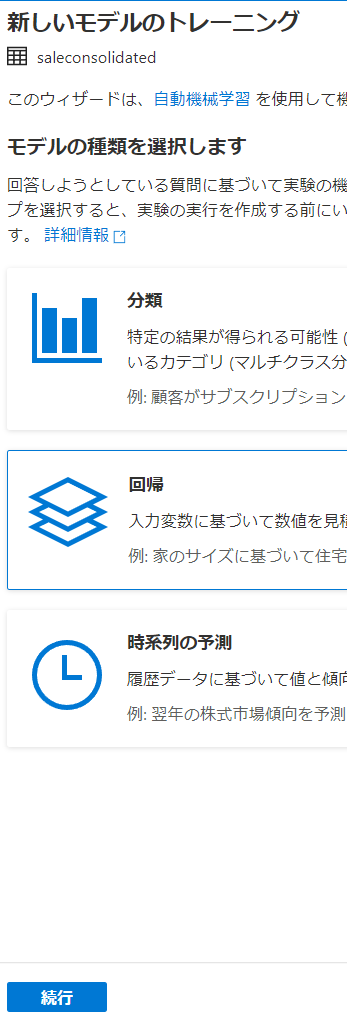 新しいモデルのトレーニング
saleconsolidated
このウィザードは、自動機械学習 を使用して機
モデルの種類を選択します
回答しようとしている質問に基づいて実験の機
プを選択すると、実験の実行を作成する前にい
す。 詳細情報
分類
特定の結果が得られる可能性 (
いるカテゴリ (マルチクラス分
例: 顧客がサブスクリプション
回帰
入力変数に基づいて数値を見積
例: 家のサイズに基づいて住宅
時系列の予測
履歴データに基づいて値と傾向
例: 翌年の株式市場傾向を予測
続行